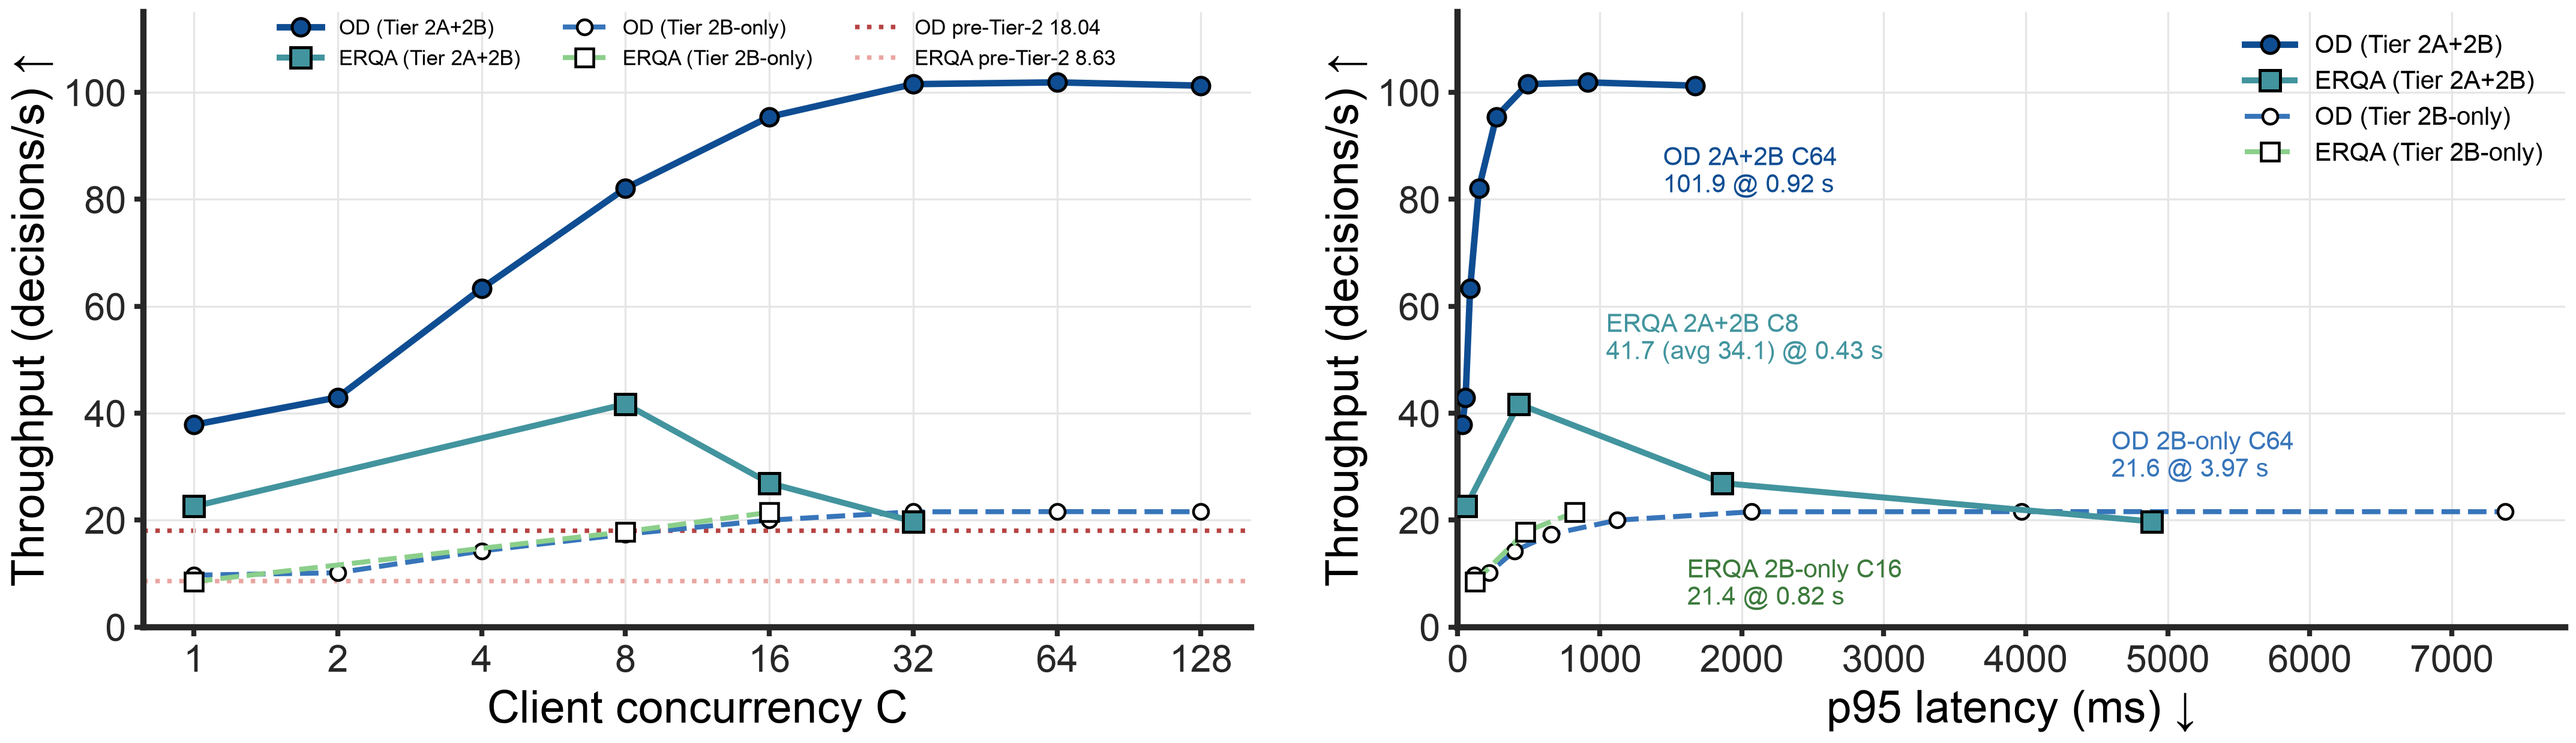 OD (Tier 2A+2B)
ERQA (Tier 2A+2B)
OD (Tier 2B-only)
ERQA (Tier 2B-only)
OD pre-Tier-2 18.04
ERQA pre-Tier-2 8.63
Throughput (decisions/s) ↑
100
80
60
40
20
0
1 2 4 8 16 32 64 128
Client concurrency C
OD (Tier 2A+2B)
ERQA (Tier 2A+2B)
OD (Tier 2B-only)
ERQA (Tier 2B-only)
OD 2A+2B C64
101.9 @ 0.92 s
ERQA 2A+2B C8
41.7 (avg 34.1) @ 0.43 s
OD 2B-only C64
21.6 @ 3.97 s
ERQA 2B-only C16
21.4 @ 0.82 s
Throughput (decisions/s) ↑
100
80
60
40
20
0
0 1000 2000 3000 4000 5000 6000 7000
p95 latency (ms) ↓